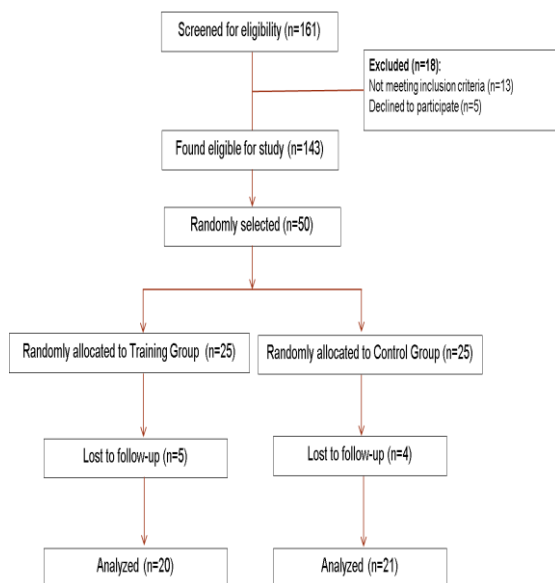 Screened for eligibility (n=161)
Excluded (n=18):
Not meeting inclusion criteria (n=13)
Declined to participate (n=5)
Found eligible for study (n=143)
Randomly selected (n=50)
Randomly allocated to Training Group (n=25)
Randomly allocated to Control Group (n=25)
Lost to follow-up (n=5)
Lost to follow-up (n=4)
Analyzed (n=20)
Analyzed (n=21)